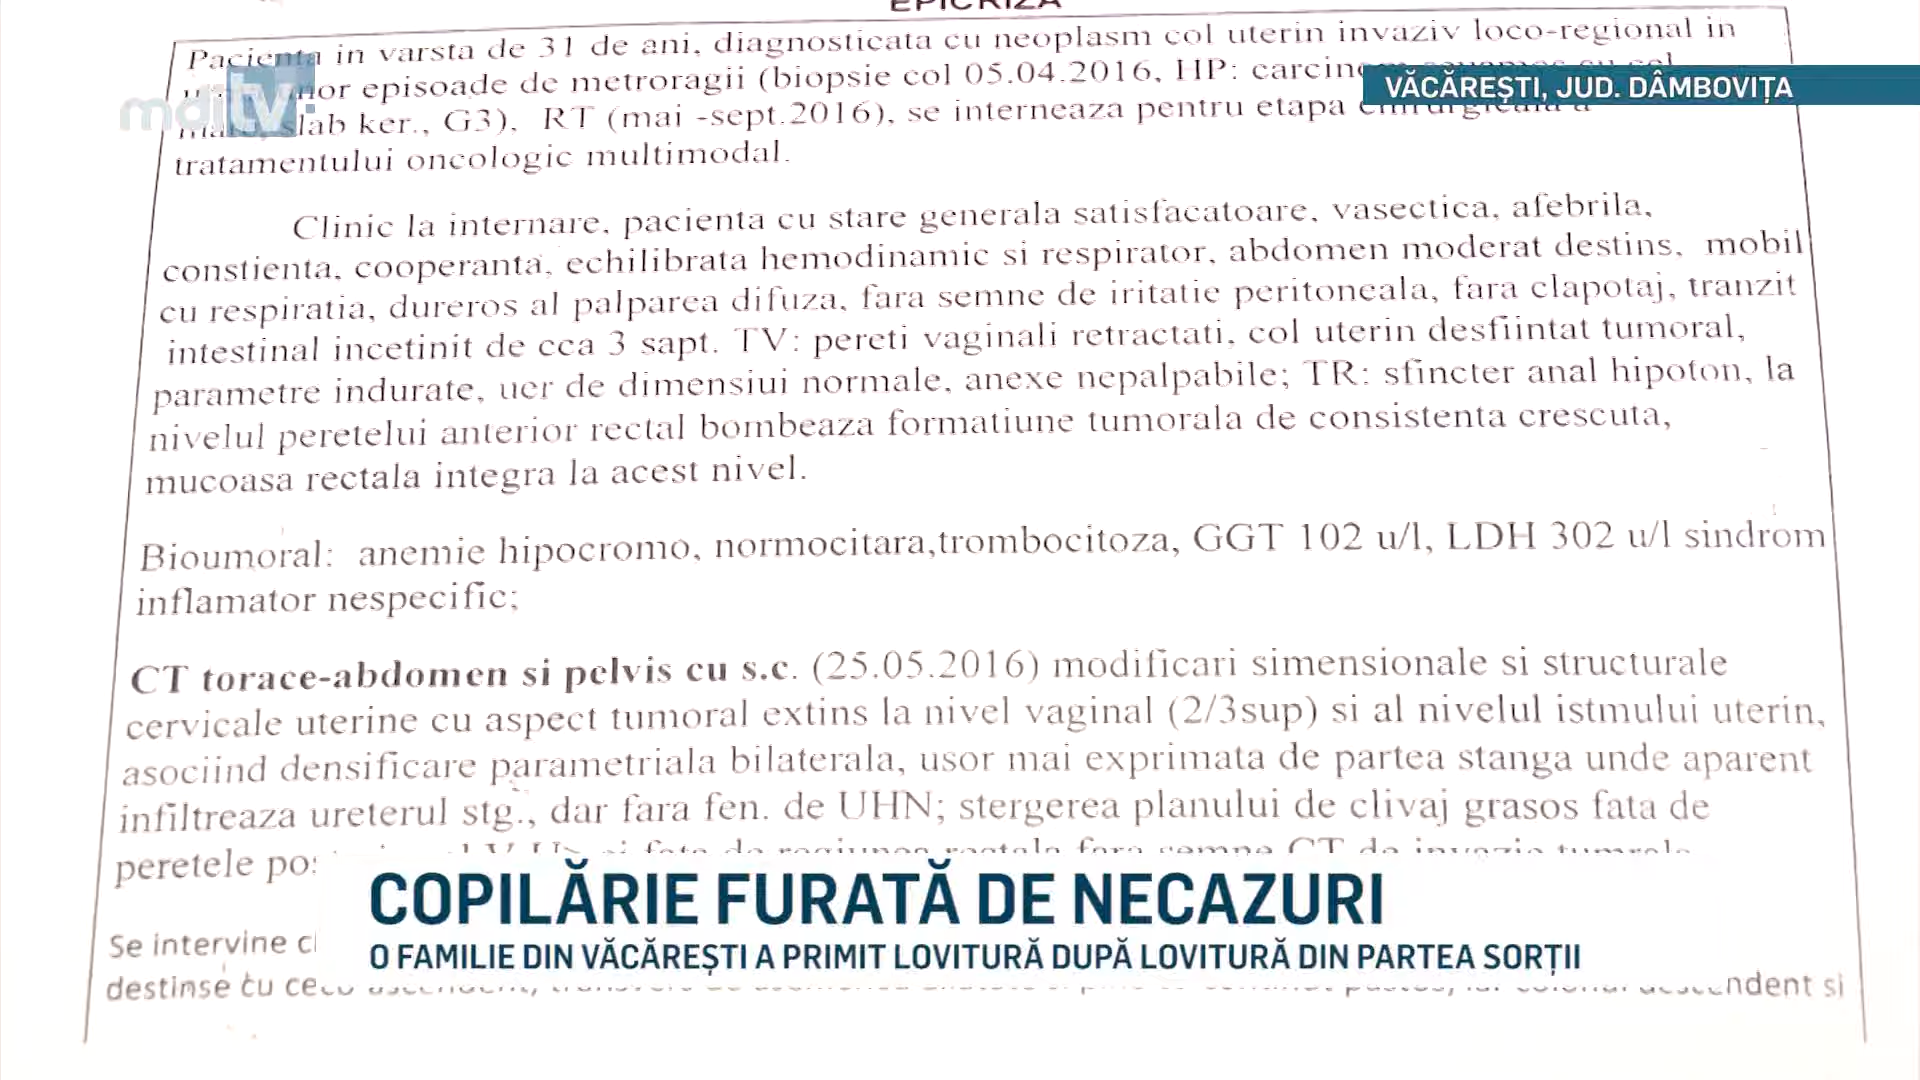 EPICRIZA
Pacienta in varsta de 31 de ani, diagnosticata cu neoplasm col uterin invaziv loco-regional in
episoade de metroragii (biopsie col 05.04.2016, HP:
slab ker., G3), RT (mai -sept.2016), se interneaza pentru etapa chirurgicala a
tratamentului oncologic multimodal.
mditv
VĂCĂREȘTI, JUD. DÂMBOVIȚA
Clinic la internare, pacienta cu stare generala satisfacatoare, vasectica, afebrila,
constienta, cooperanta, echilibrata hemodinamic si respirator, abdomen moderat destins, mobil
cu respiratia, dureros al palparea difuza, fara semne de iritatie peritoneala, fara clapotaj, tranzit
intestinal incetinit de cca 3 sapt. TV: pereti vaginali retractati, col uterin desfiintat tumoral,
parametre indurate, uer de dimensiui normale, anexe nepalpabile; TR: sfincter anal hipoton, la
nivelul peretelui anterior rectal bombeaza formatiune tumorala de consistenta crescuta,
mucoasa rectala integra la acest nivel.
Bioumoral: anemie hipocromo, normocitara,trombocitoza, GGT 102 u/l, LDH 302 u/l sindrom
inflamator nespecific;
CT torace-abdomen si pelvis cu s.c. (25.05.2016) modificari simensionale si structurale
cervicale uterine cu aspect tumoral extins la nivel vaginal (2/3sup) si al nivelul istmului uterin,
asociind densificare parametriala bilaterala, usor mai exprimata de partea stanga unde aparent
infiltreaza ureterul stg., dar fara fen. de UHN; stergerea planului de clivaj grasos fata de
peretele
COPILĂRIE FURATĂ DE NECAZURI
O FAMILIE DIN VĂCĂREȘTI A PRIMIT LOVITURĂ DUPĂ LOVITURĂ DIN PARTEA SORȚII
Se intervine
destinse cu si